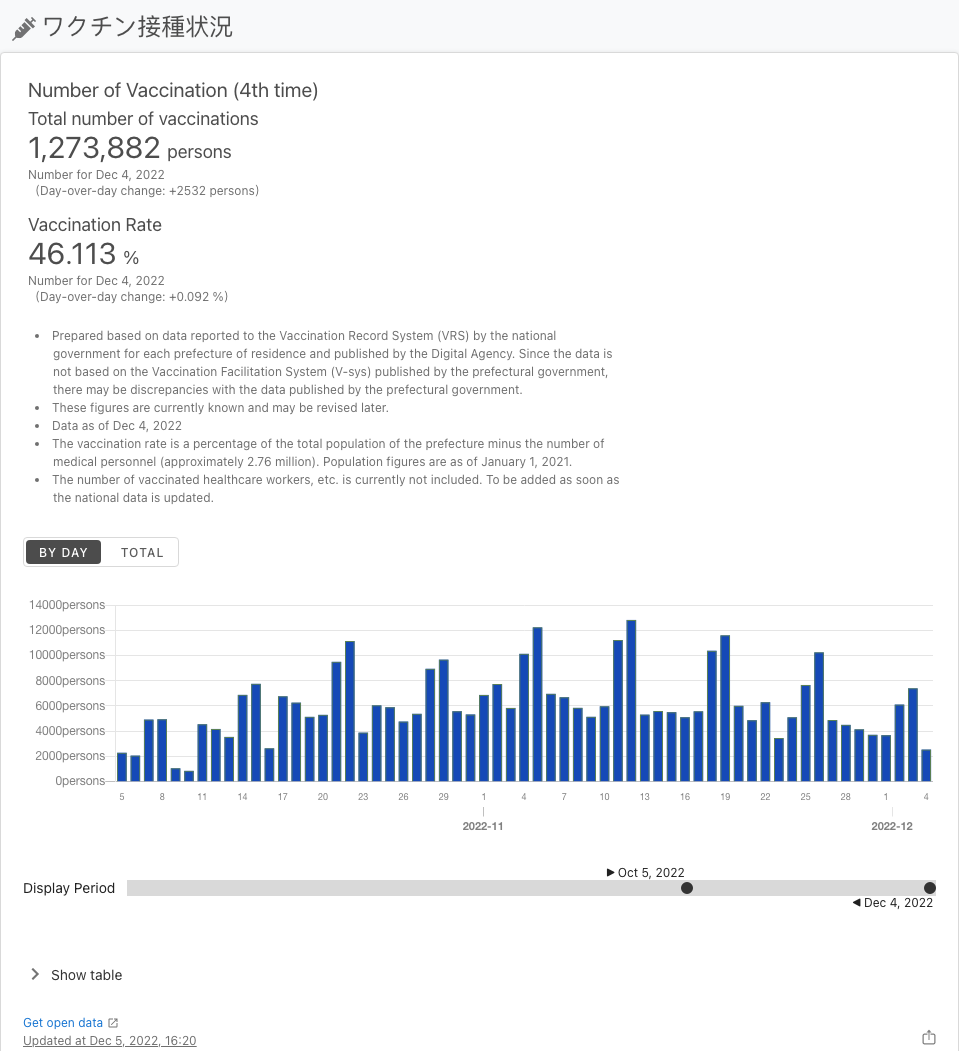 ワクチン接種状況
Number of Vaccination (4th time)
Total number of vaccinations
1,273,882 persons
Number for Dec 4, 2022
(Day-over-day change: +2532 persons)
Vaccination Rate
46.113 %
Number for Dec 4, 2022
(Day-over-day change: +0.092 %)
• Prepared based on data reported to the Vaccination Record System (VRS) by the national
government for each prefecture of residence and published by the Digital Agency. Since the data is
not based on the Vaccination Facilitation System (V-sys) published by the prefectural government,
there may be discrepancies with the data published by the prefectural government.
• These figures are currently known and may be revised later.
• Data as of Dec 4, 2022
• The vaccination rate is a percentage of the total population of the prefecture minus the number of
medical personnel (approximately 2.76 million). Population figures are as of January 1, 2021.
• The number of vaccinated healthcare workers, etc. is currently not included. To be added as soon as
the national data is updated.
BY DAY TOTAL
14000persons
12000persons
10000persons
8000persons
6000persons
4000persons
2000persons
0persons
5 8 11 14 17 20 23 26 29 1 4 7 10 13 16 19 22 25 28 1 4
2022-11 2022-12
Oct 5, 2022
Display Period
Dec 4, 2022
Show table
Get open data
Updated at Dec 5, 2022, 16:20